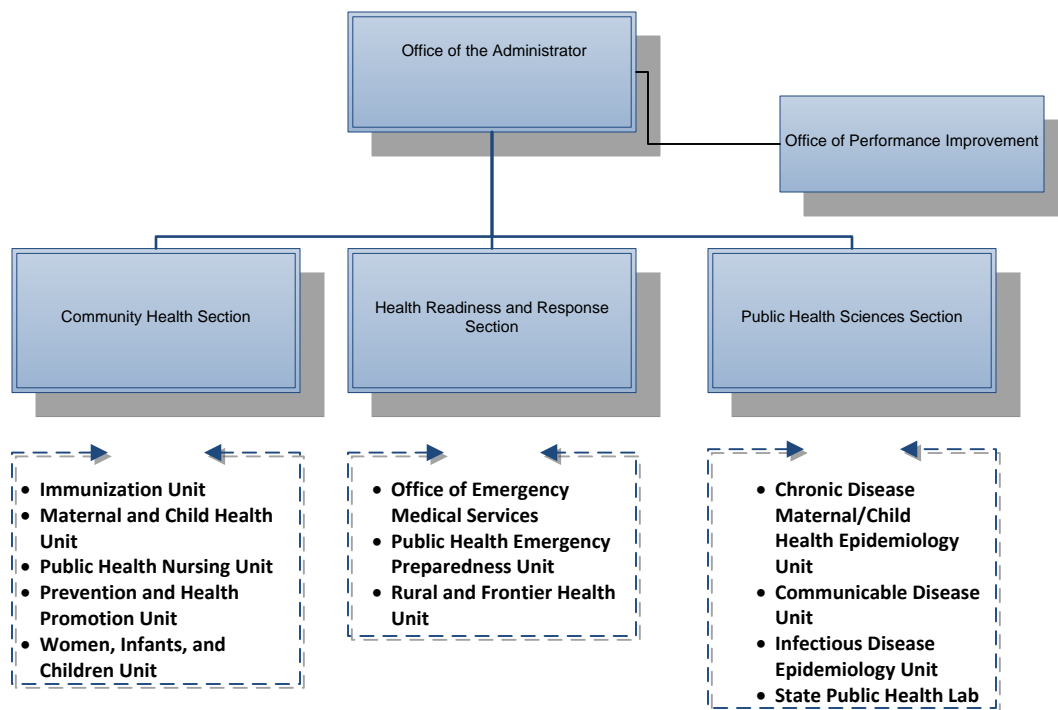 Office of the Administrator
Office of Performance Improvement
Community Health Section
Health Readiness and Response
Section
Public Health Sciences Section
• Immunization Unit
• Maternal and Child Health
Unit
• Public Health Nursing Unit
• Prevention and Health
Promotion Unit
• Women, Infants, and
Children Unit
• Office of Emergency
Medical Services
• Public Health Emergency
Preparedness Unit
• Rural and Frontier Health
Unit
• Chronic Disease
Maternal/Child
Health Epidemiology
Unit
• Communicable Disease
Unit
• Infectious Disease
Epidemiology Unit
• State Public Health Lab